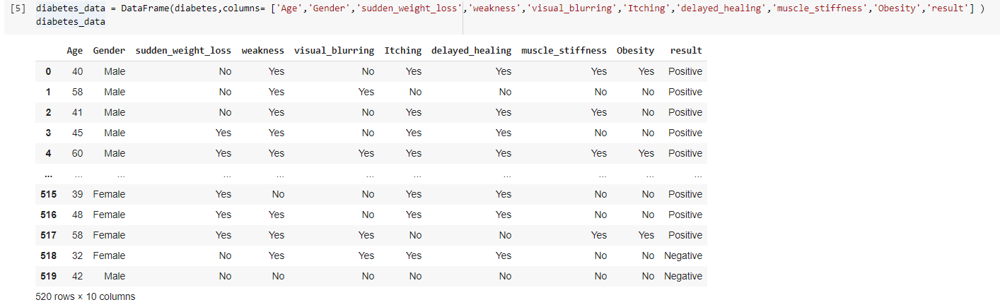 [5] diabetes_data = DataFrame(diabetes,columns= ['Age','Gender','sudden_weight_loss','weakness','visual_blurring','Itching','delayed_healing','muscle_stiffness','Obesity','result'] )
diabetes_data
Age Gender sudden_weight_loss weakness visual_blurring Itching delayed_healing muscle_stiffness Obesity result
0 40 Male No Yes No Yes Yes Yes Yes Positive
1 58 Male No Yes Yes No No No No Positive
2 41 Male No Yes No Yes Yes Yes No Positive
3 45 Male Yes Yes No Yes Yes No No Positive
4 60 Male Yes Yes Yes Yes Yes Yes Yes Positive
... ... ... ... ... ... ... ... ... ... ...
515 39 Female Yes No No Yes Yes No No Positive
516 48 Female Yes Yes No Yes Yes No No Positive
517 58 Female Yes Yes Yes No No Yes Yes Positive
518 32 Female No Yes Yes Yes Yes No No Negative
519 42 Male No No No No No No No Negative
520 rows × 10 columns